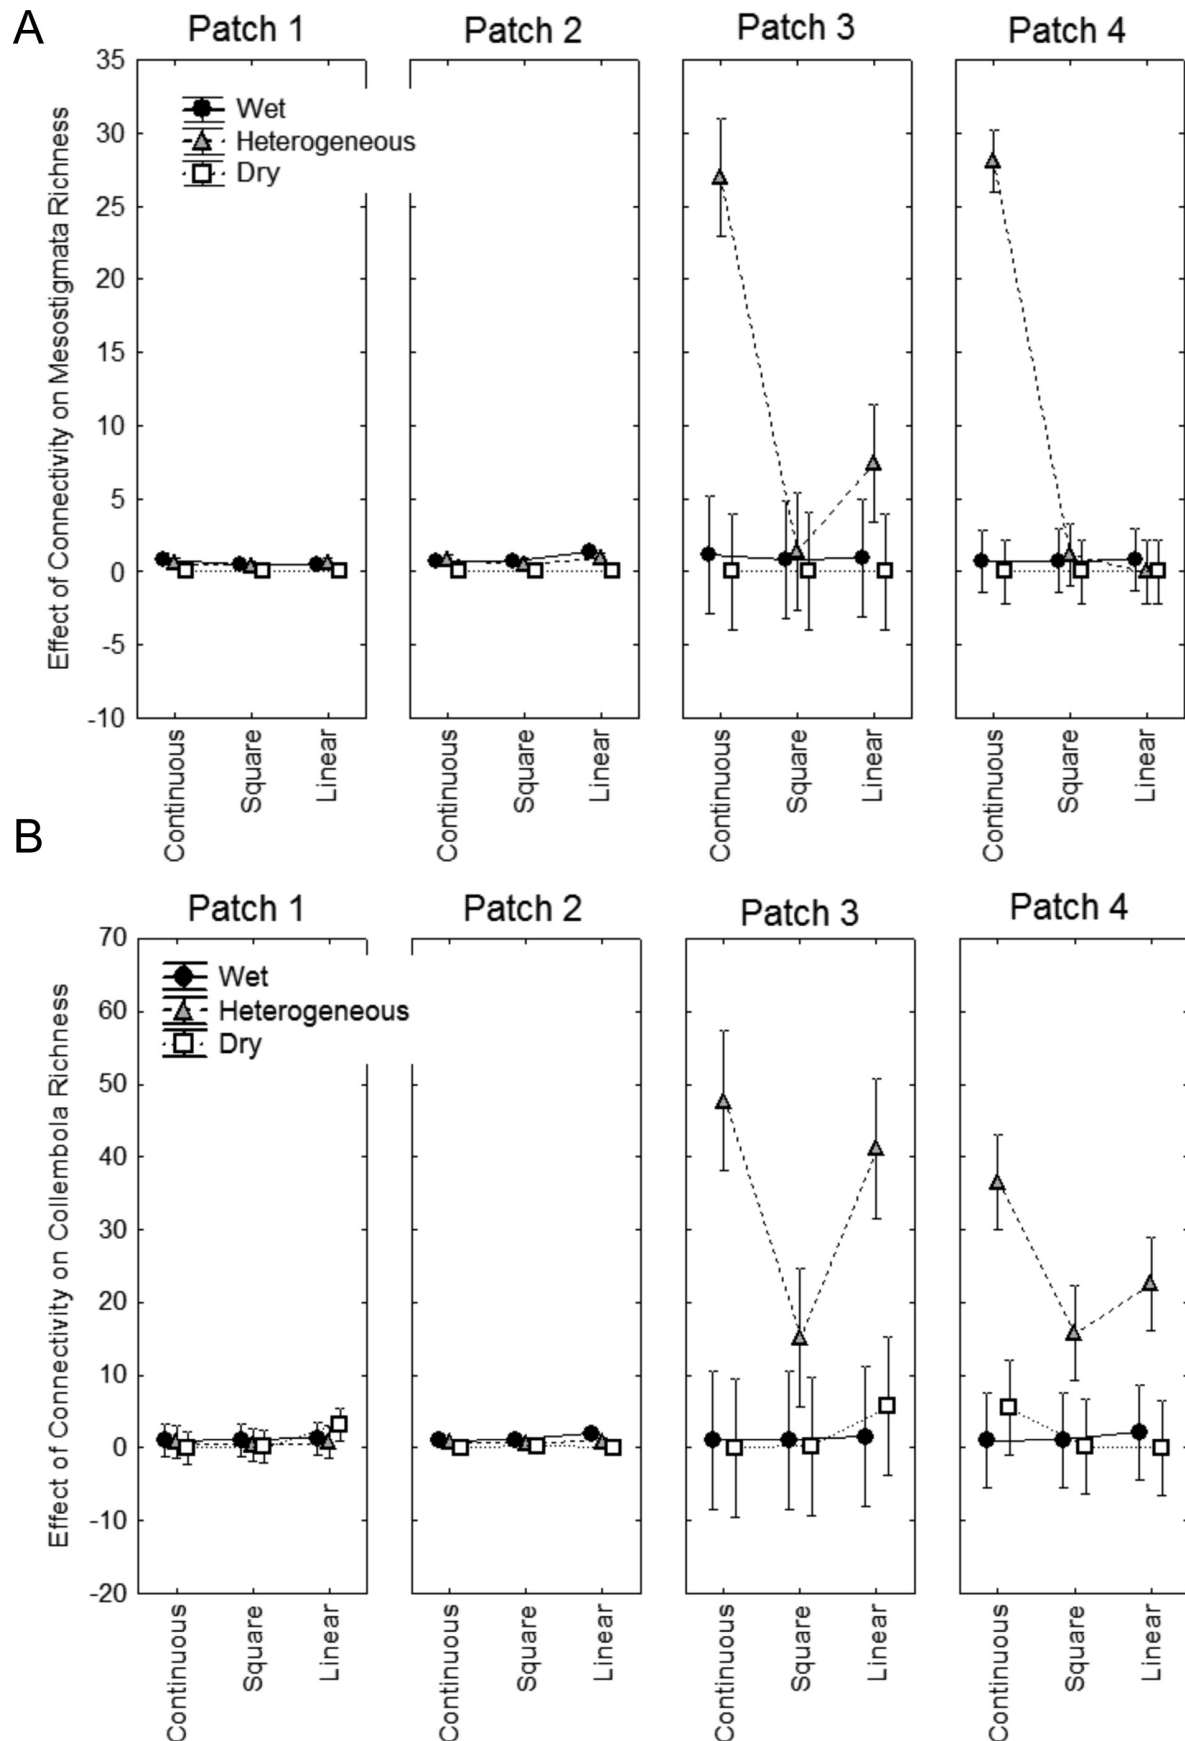 A
Patch 1
Patch 2
Patch 3
Patch 4
Effect of Connectivity on Mesostigmata Richness
35
30
25
20
15
10
5
0
-5
-10
Wet
Heterogeneous
Dry
Continuous
Square
Linear
Continuous
Square
Linear
Continuous
Square
Linear
Continuous
Square
Linear
B
Patch 1
Patch 2
Patch 3
Patch 4
Effect of Connectivity on Collembola Richness
70
60
50
40
30
20
10
0
-10
-20
Wet
Heterogeneous
Dry
Continuous
Square
Linear
Continuous
Square
Linear
Continuous
Square
Linear
Continuous
Square
Linear